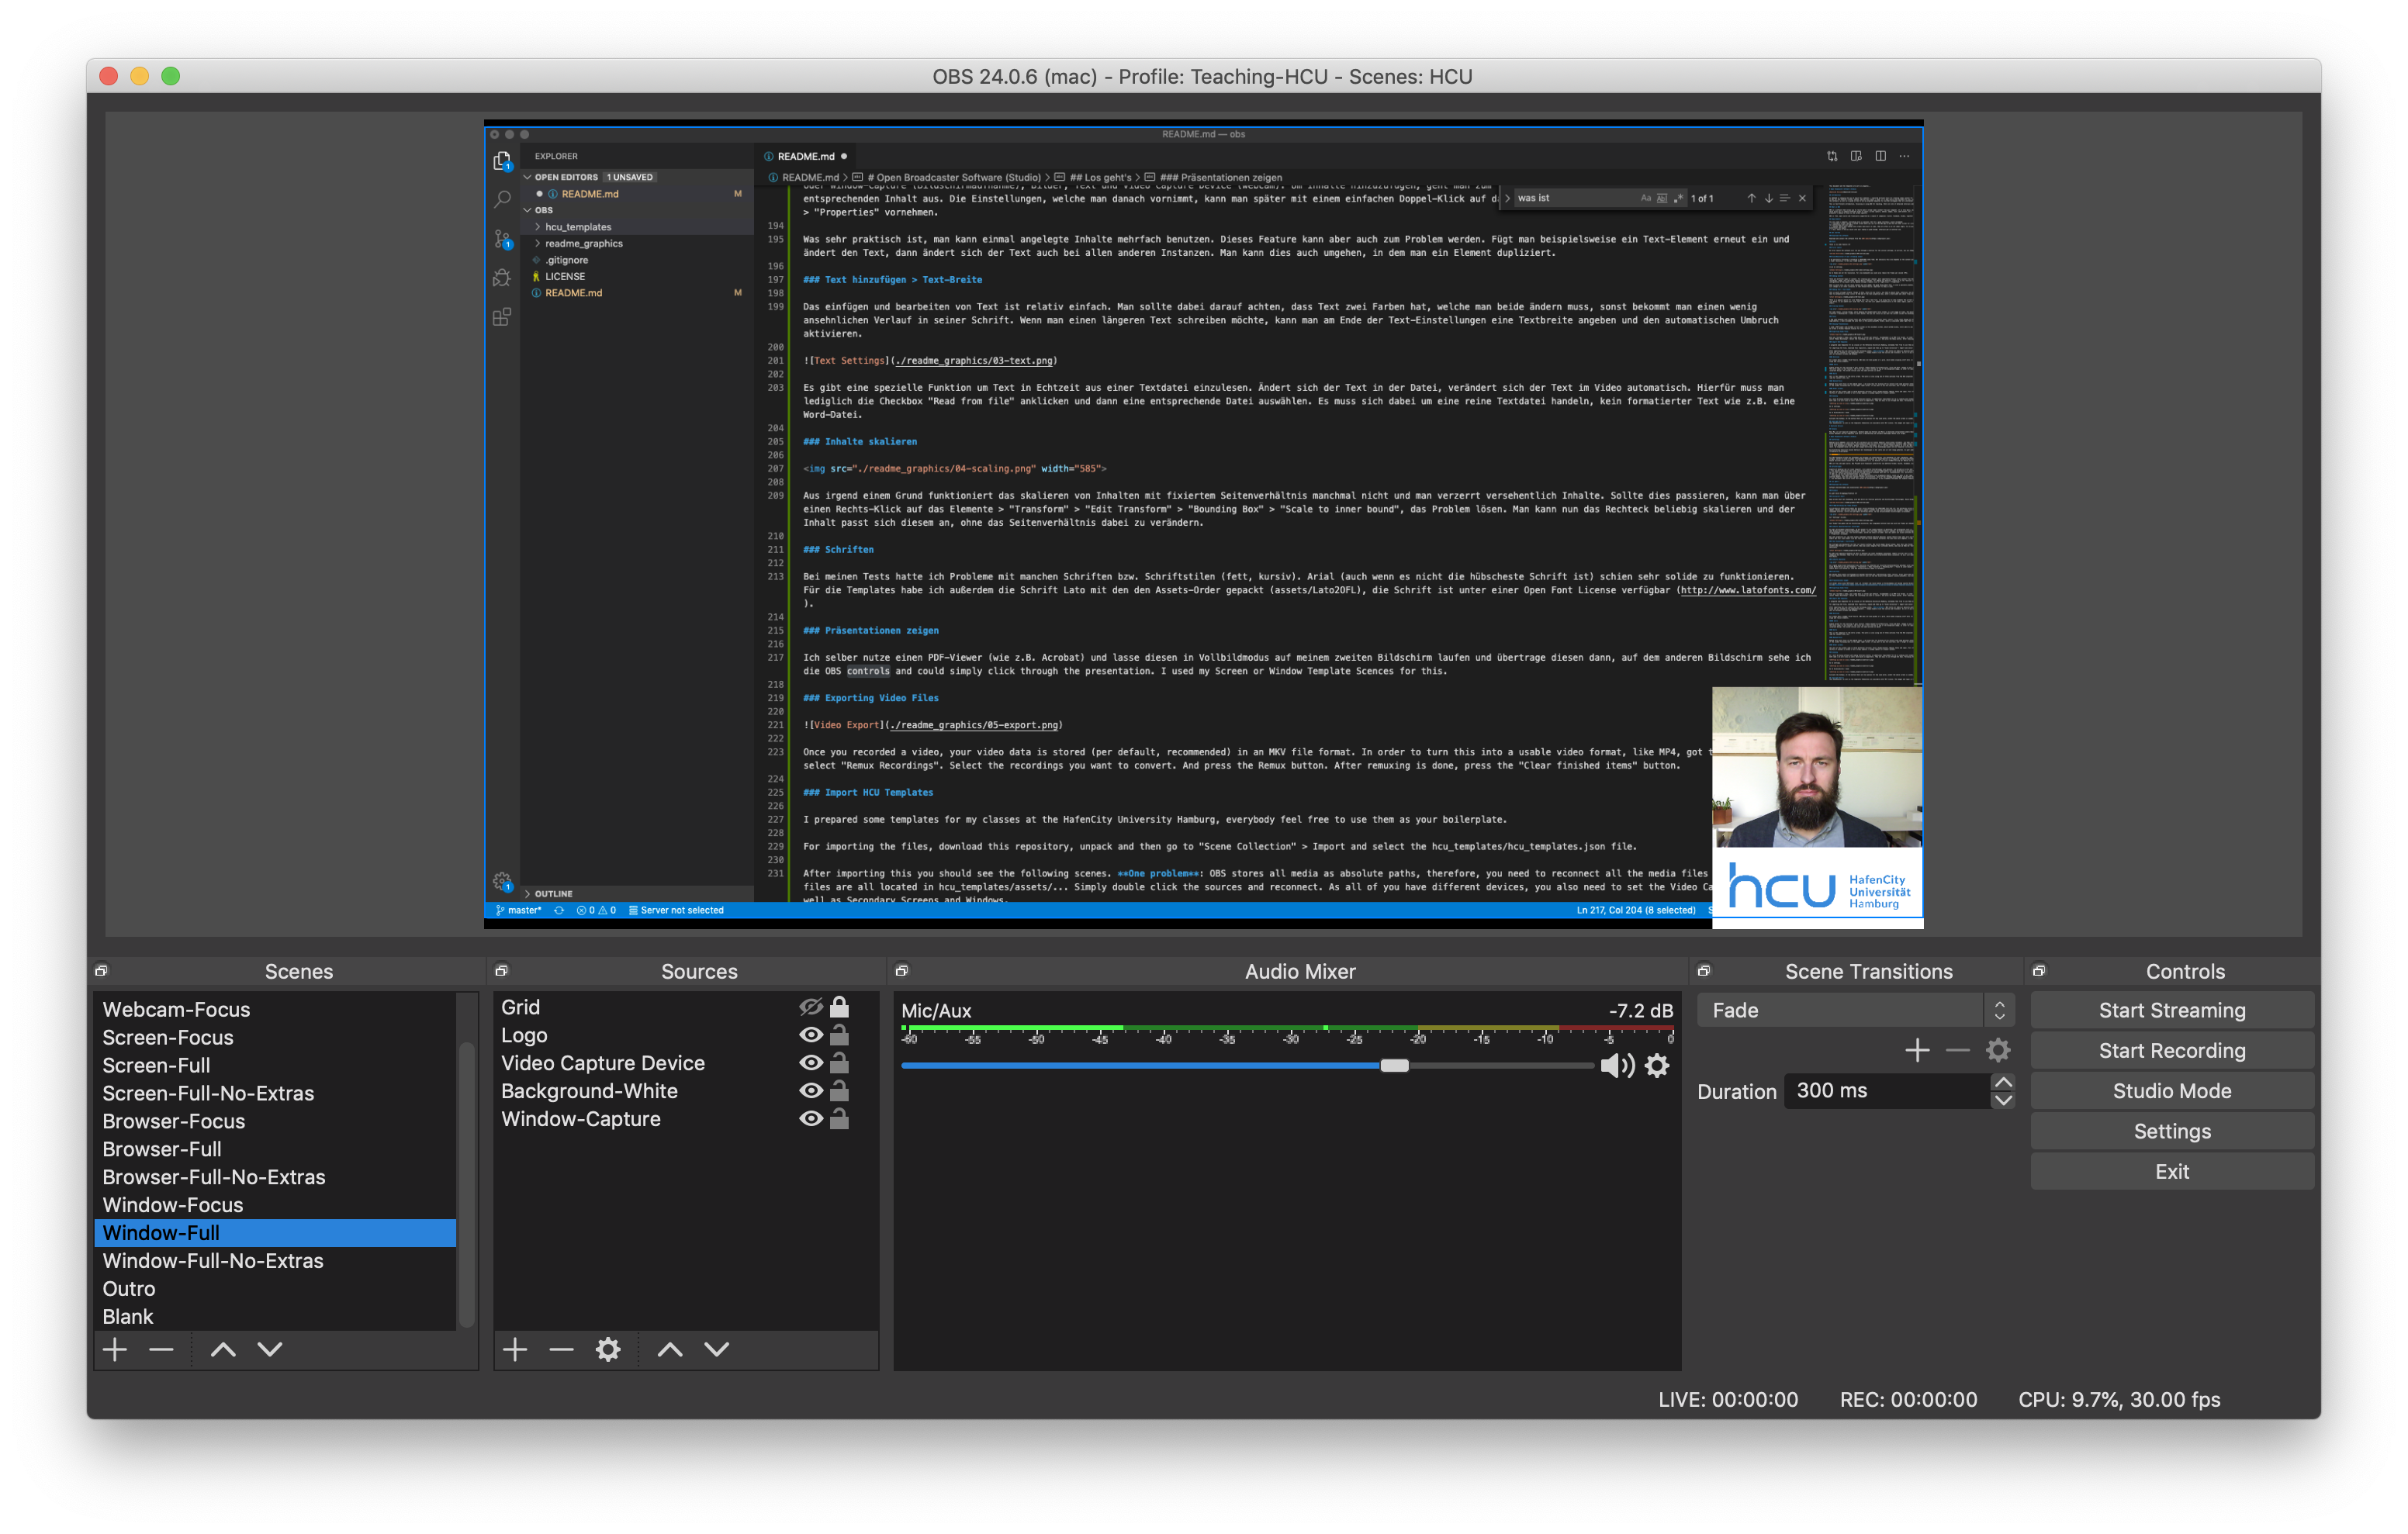 OBS 24.0.6 (mac) - Profile: Teaching-HCU - Scenes: HCU
README.md — obs
EXPLORER
OPEN EDITORS 1 UNSAVED
README.md M
OBS
hcu_templates
readme_graphics
.gitignore
LICENSE
README.md M
OUTLINE
README.md
README.md > # Open Broadcaster Software (Studio) > ## Los geht's > ### Präsentationen zeigen
was ist 1 of 1
entsprechenden Inhalt aus. Die Einstellungen, welche man danach vornimmt, kann man später mit einem einfachen Doppel-Klick auf
> "Properties" vornehmen.
194
195 Was sehr praktisch ist, man kann einmal angelegte Inhalte mehrfach benutzen. Dieses Feature kann aber auch zum Problem werden. Fügt man beispielsweise ein Text-Element erneut ein und
ändert den Text, dann ändert sich der Text auch bei allen anderen Instanzen. Man kann dies auch umgehen, in dem man ein Element dupliziert.
196
197 ### Text hinzufügen > Text-Breite
198
199 Das einfügen und bearbeiten von Text ist relativ einfach. Man sollte dabei darauf achten, dass Text zwei Farben hat, welche man beide ändern muss, sonst bekommt man einen wenig
ansehnlichen Verlauf in seiner Schrift. Wenn man einen längeren Text schreiben möchte, kann man am Ende der Text-Einstellungen eine Textbreite angeben und den automatischen Umbruch
aktivieren.
200
201 ![Text Settings](./readme_graphics/03-text.png)
202
203 Es gibt eine spezielle Funktion um Text in Echtzeit aus einer Textdatei einzulesen. Ändert sich der Text in der Datei, verändert sich der Text im Video automatisch. Hierfür muss man
lediglich die Checkbox "Read from file" anklicken und dann eine entsprechende Datei auswählen. Es muss sich dabei um eine reine Textdatei handeln, kein formatierter Text wie z.B. eine
Word-Datei.
204
205 ### Inhalte skalieren
206
207 <img src="./readme_graphics/04-scaling.png" width="585">
208
209 Aus irgend einem Grund funktioniert das skalieren von Inhalten mit fixiertem Seitenverhältnis manchmal nicht und man verzerrt versehentlich Inhalte. Sollte dies passieren, kann man über
einen Rechts-Klick auf das Elemente > "Transform" > "Edit Transform" > "Bounding Box" > "Scale to inner bound", das Problem lösen. Man kann nun das Rechteck beliebig skalieren und der
Inhalt passt sich diesem an, ohne das Seitenverhältnis dabei zu verändern.
210
211 ### Schriften
212
213 Bei meinen Tests hatte ich Probleme mit manchen Schriften bzw. Schriftstilen (fett, kursiv). Arial (auch wenn es nicht die hübscheste Schrift ist) schien sehr solide zu funktionieren.
Für die Templates habe ich außerdem die Schrift Lato mit den den Assets-Order gepackt (assets/Lato2OFL), die Schrift ist unter einer Open Font License verfügbar (http://www.latofonts.com/
).
214
215 ### Präsentationen zeigen
216
217 Ich selber nutze einen PDF-Viewer (wie z.B. Acrobat) und lasse diesen in Vollbildmodus auf meinem zweiten Bildschirm laufen und übertrage diesen dann, auf dem anderen Bildschirm sehe ich
die OBS controls and could simply click through the presentation. I used my Screen or Window Template Scences for this.
218
219 ### Exporting Video Files
220
221 ![Video Export](./readme_graphics/05-export.png)
222
223 Once you recorded a video, your video data is stored (per default, recommended) in an MKV file format. In order to turn this into a usable video format, like MP4, got
select "Remux Recordings". Select the recordings you want to convert. And press the Remux button. After remuxing is done, press the "Clear finished items" button.
224
225 ### Import HCU Templates
226
227 I prepared some templates for my classes at the HafenCity University Hamburg, everybody feel free to use them as your boilerplate.
228
229 For importing the files, download this repository, unpack and then go to "Scene Collection" > Import and select the hcu_templates/hcu_templates.json file.
230
231 After importing this you should see the following scenes. **One problem**: OBS stores all media as absolute paths, therefore, you need to reconnect all the media files
files are all located in hcu_templates/assets/... Simply double click the sources and reconnect. As all of you have different devices, you also need to set the Video
well as Secondary Screens and Windows.
master* 0 0 Server not selected
Ln 217, Col 204 (8 selected)
hcu HafenCity
Universität
Hamburg
Scenes
Webcam-Focus
Screen-Focus
Screen-Full
Screen-Full-No-Extras
Browser-Focus
Browser-Full
Browser-Full-No-Extras
Window-Focus
Window-Full
Window-Full-No-Extras
Outro
Blank
Sources
Grid
Logo
Video Capture Device
Background-White
Window-Capture
Audio Mixer
Mic/Aux -7.2 dB
-60 -55 -50 -45 -40 -35 -30 -25 -20 -15 -10 -5 0
Scene Transitions
Fade
Duration 300 ms
Controls
Start Streaming
Start Recording
Studio Mode
Settings
Exit
LIVE: 00:00:00 REC: 00:00:00 CPU: 9.7%, 30.00 fps